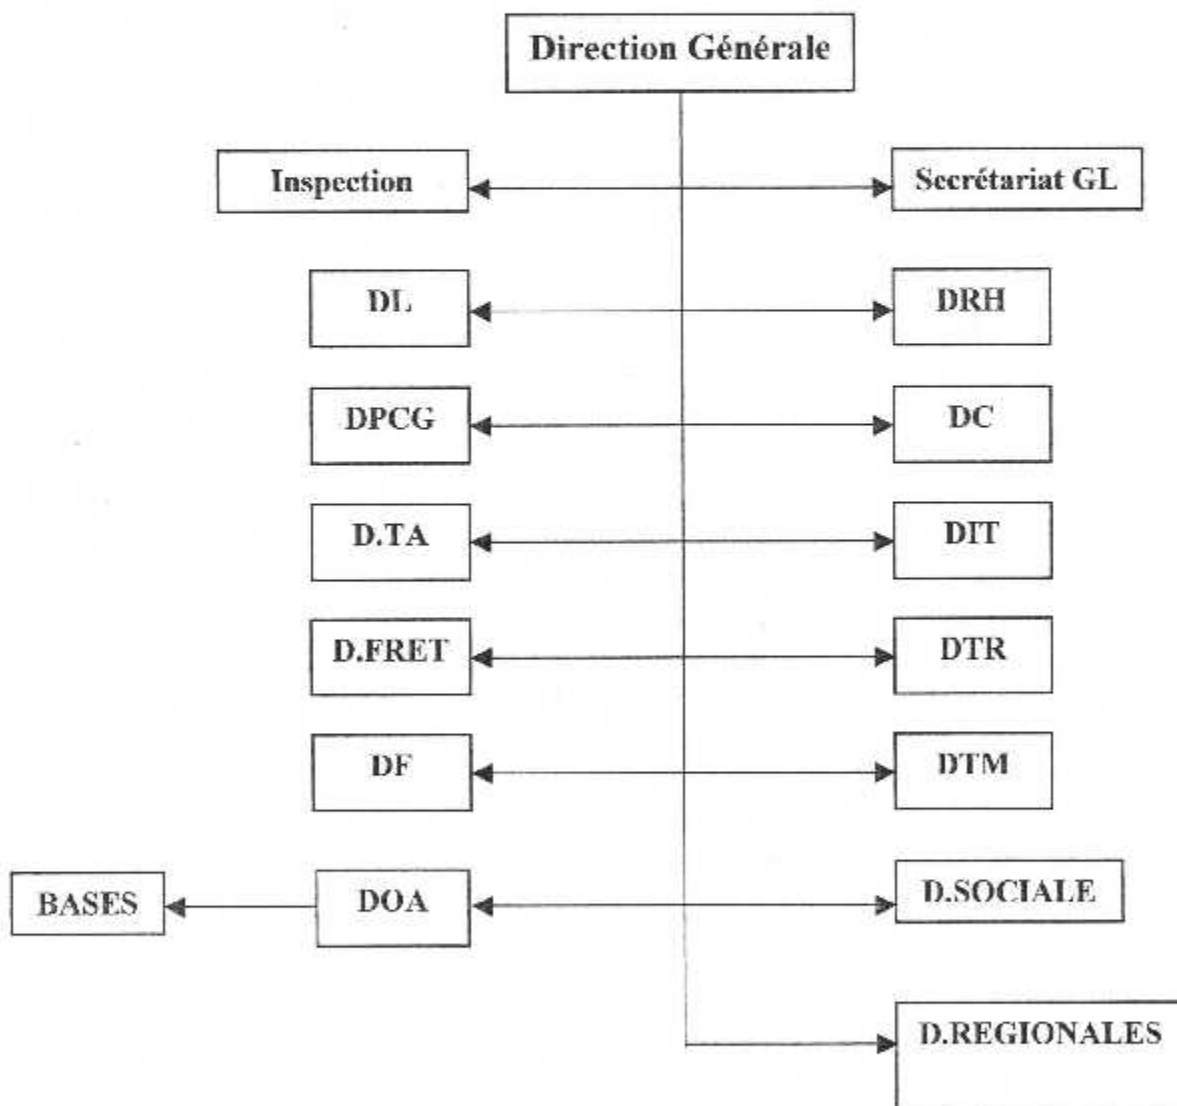 Direction Générale
Inspection
Secrétariat GL
DL
DRH
DPCG
DC
D.TA
DIT
D.FRET
DTR
DF
DTM
BASES
DOA
D.SOCIALE
D.REGIONALES